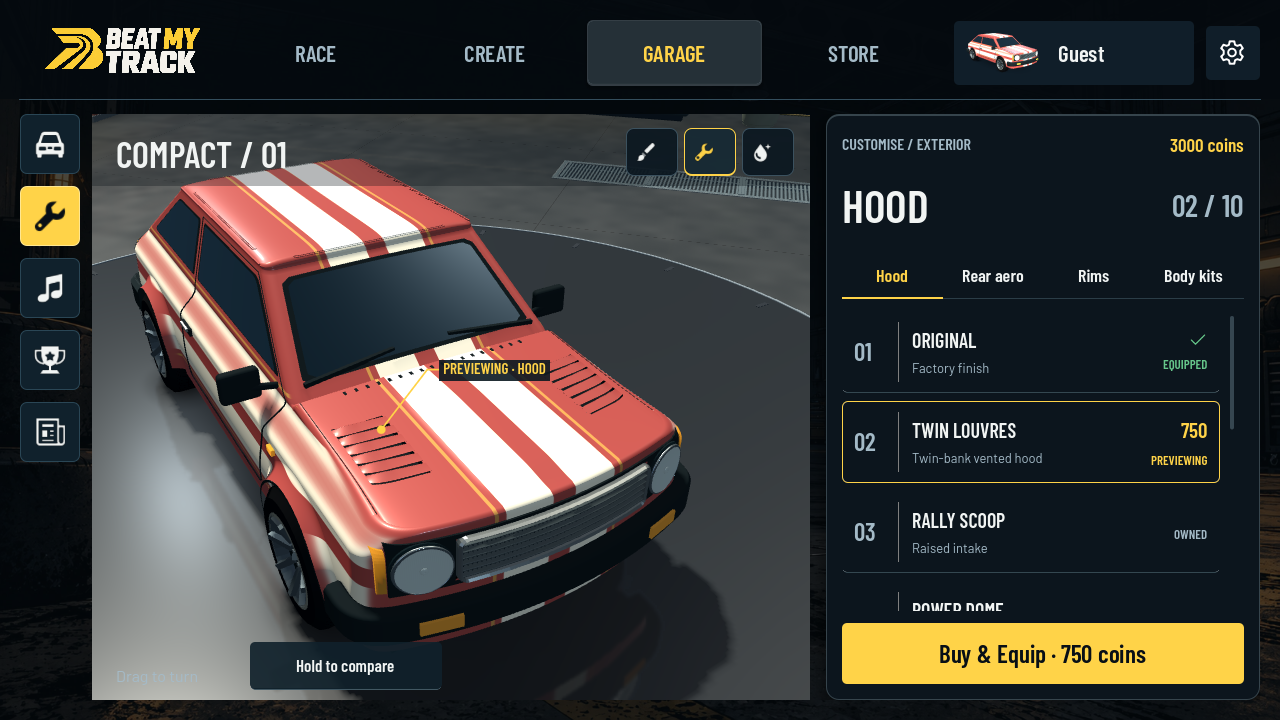 BEAT MY
TRACK
RACE
CREATE
GARAGE
STORE
Guest
COMPACT / 01
PREVIEWING · HOOD
Drag to turn
Hold to compare
CUSTOMISE / EXTERIOR
3000 coins
HOOD
02 / 10
Hood
Rear aero
Rims
Body kits
01
ORIGINAL
Factory finish
EQUIPPED
02
TWIN LOUVRES
Twin-bank vented hood
750
PREVIEWING
03
RALLY SCOOP
Raised intake
OWNED
POWER DOME
Buy & Equip · 750 coins